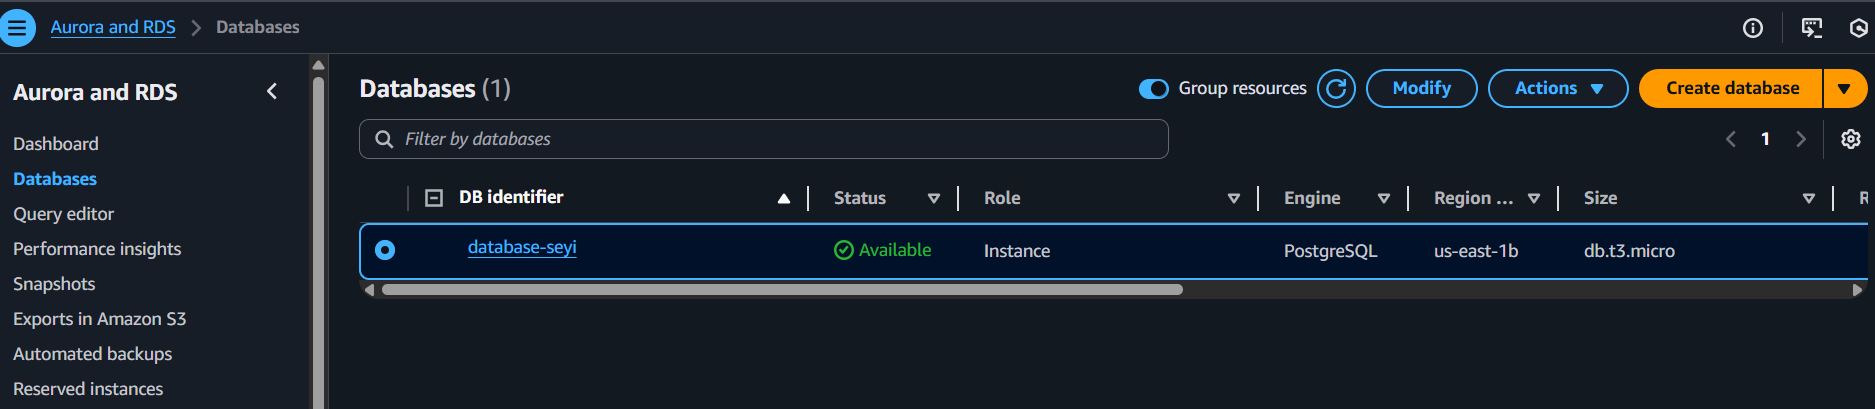 Aurora and RDS > Databases
Aurora and RDS
Dashboard
Databases
Query editor
Performance insights
Snapshots
Exports in Amazon S3
Automated backups
Reserved instances
Databases (1)
Group resources
Modify
Actions
Create database
Filter by databases
1
DB identifier Status Role Engine Region ... Size R
database-seyi Available Instance PostgreSQL us-east-1b db.t3.micro